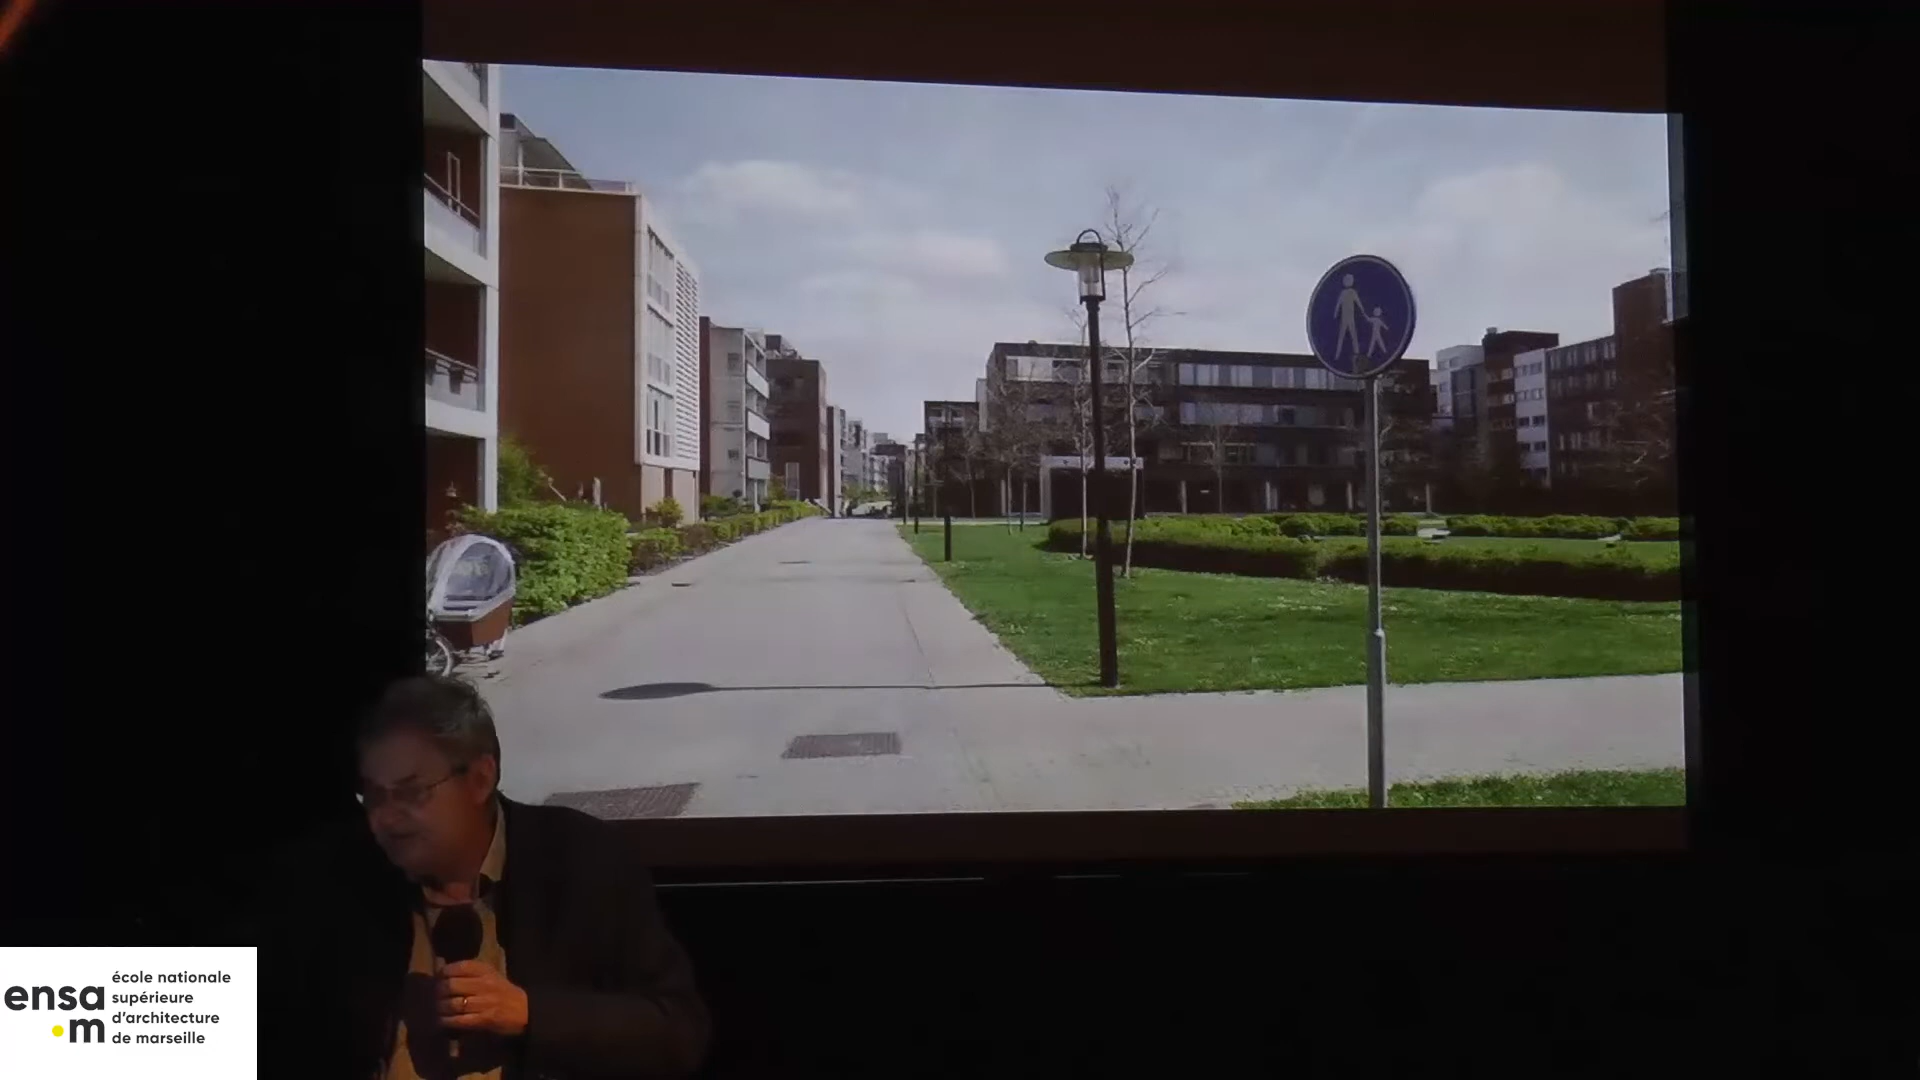 ensa
•m
école nationale
supérieure
d'architecture
de marseille